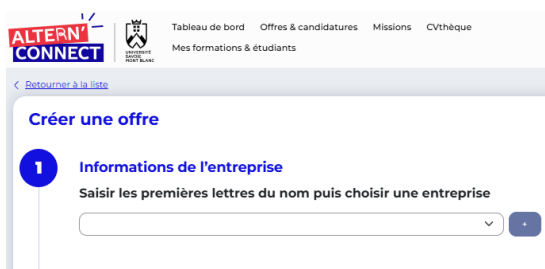 ALTERN'
CONNECT
UNIVERSITÉ
SAVOIE
MONT BLANC
Tableau de bord Offres & candidatures Missions CVthèque
Mes formations & étudiants
Retourner à la liste
Créer une offre
1
Informations de l'entreprise
Saisir les premières lettres du nom puis choisir une entreprise
+